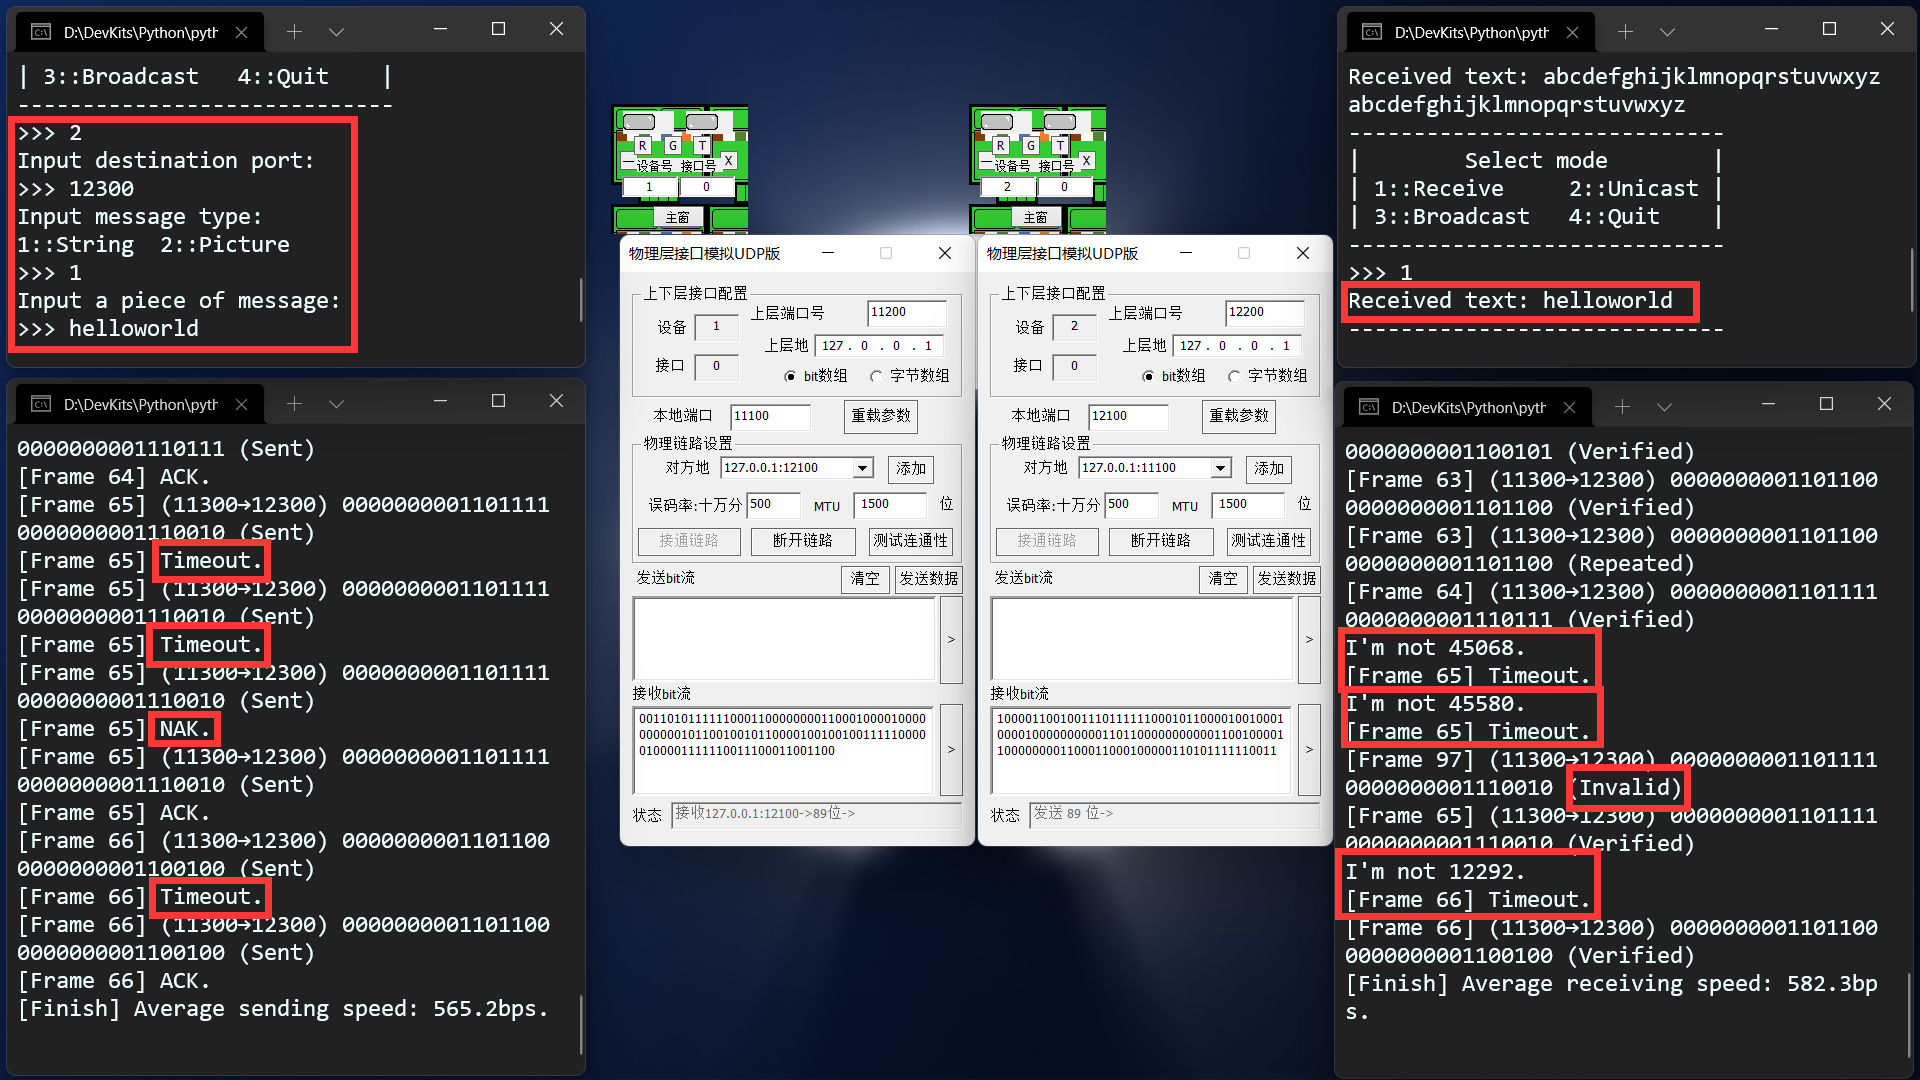 D:\DevKits\Python\pyth
| 3::Broadcast   4::Quit    |
-----------------------------
>>> 2
Input destination port:
>>> 12300
Input message type:
1::String  2::Picture
>>> 1
Input a piece of message:
>>> helloworld
D:\DevKits\Python\pyth
0000000001110111 (Sent)
[Frame 64] ACK.
[Frame 65] (11300→12300) 0000000001101111
0000000001110010 (Sent)
[Frame 65] Timeout.
[Frame 65] (11300→12300) 0000000001101111
0000000001110010 (Sent)
[Frame 65] Timeout.
[Frame 65] (11300→12300) 0000000001101111
0000000001110010 (Sent)
[Frame 65] NAK.
[Frame 65] (11300→12300) 0000000001101111
0000000001110010 (Sent)
[Frame 65] ACK.
[Frame 66] (11300→12300) 0000000001101100
0000000001100100 (Sent)
[Frame 66] Timeout.
[Frame 66] (11300→12300) 0000000001101100
0000000001100100 (Sent)
[Frame 66] ACK.
[Finish] Average sending speed: 565.2bps.
R G T
设备号 接口号 X
1 0
主窗
物理层接口模拟UDP版
上下层接口配置
设备 1 上层端口号 11200
上层地 127 . 0 . 0 . 1
接口 0
bit数组 字节数组
本地端口 11100 重载参数
物理链路设置
对方地 127.0.0.1:12100 添加
误码率:十万分 500 MTU 1500 位
接通链路 断开链路 测试连通性
发送bit流 清空 发送数据
>
接收bit流
>
状态 接收127.0.0.1:12100->89位->
R G T
设备号 接口号 X
2 0
主窗
物理层接口模拟UDP版
上下层接口配置
设备 2 上层端口号 12200
上层地 127 . 0 . 0 . 1
接口 0
bit数组 字节数组
本地端口 12100 重载参数
物理链路设置
对方地 127.0.0.1:11100 添加
误码率:十万分 500 MTU 1500 位
接通链路 断开链路 测试连通性
发送bit流 清空 发送数据
>
接收bit流
>
状态 发送 89 位->
D:\DevKits\Python\pyth
Received text: abcdefghijklmnopqrstuvwxyz
abcdefghijklmnopqrstuvwxyz
-----------------------------
|        Select mode        |
| 1::Receive     2::Unicast |
| 3::Broadcast   4::Quit    |
-----------------------------
>>> 1
Received text: helloworld
-----------------------------
D:\DevKits\Python\pyth
0000000001100101 (Verified)
[Frame 63] (11300→12300) 0000000001101100
0000000001101100 (Verified)
[Frame 63] (11300→12300) 0000000001101100
0000000001101100 (Repeated)
[Frame 64] (11300→12300) 0000000001101111
0000000001110111 (Verified)
I'm not 45068.
[Frame 65] Timeout.
I'm not 45580.
[Frame 65] Timeout.
[Frame 97] (11300→12300) 0000000001101111
0000000001110010 (Invalid)
[Frame 65] (11300→12300) 0000000001101111
0000000001110010 (Verified)
I'm not 12292.
[Frame 66] Timeout.
[Frame 66] (11300→12300) 0000000001101100
0000000001100100 (Verified)
[Finish] Average receiving speed: 582.3bp
s.